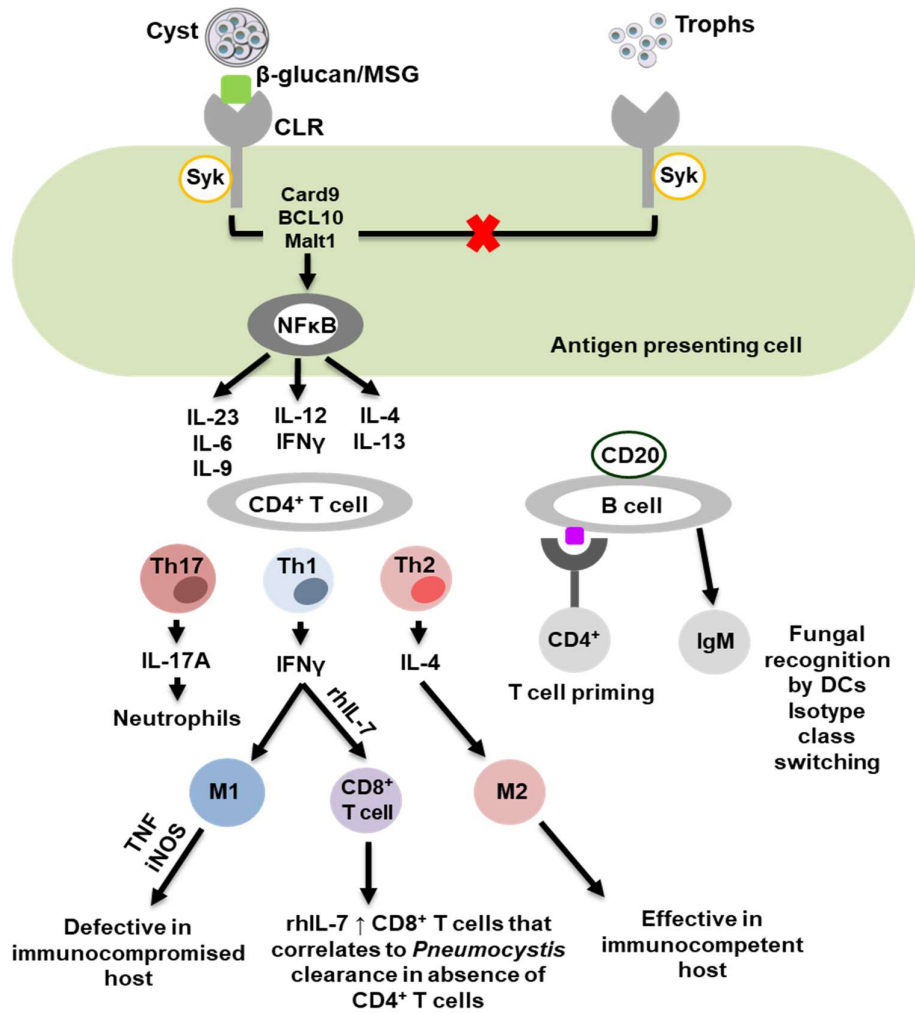 Cyst
Trophs
β-glucan/MSG
CLR
Syk
Syk
Card9
BCL10
Malt1
NFκB
Antigen presenting cell
IL-23
IL-6
IL-9
IL-12
IFNγ
IL-4
IL-13
CD4⁺ T cell
CD20
B cell
Th17
Th1
Th2
IL-17A
IFNγ
IL-4
Neutrophils
rhIL-7
CD4⁺
T cell priming
IgM
Fungal
recognition
by DCs
Isotype
class
switching
M1
CD8⁺
T cell
M2
TNF
iNOS
Defective in
immunocompromised
host
rhIL-7 ↑ CD8⁺ T cells that
correlates to Pneumocystis
clearance in absence of
CD4⁺ T cells
Effective in
immunocompetent
host